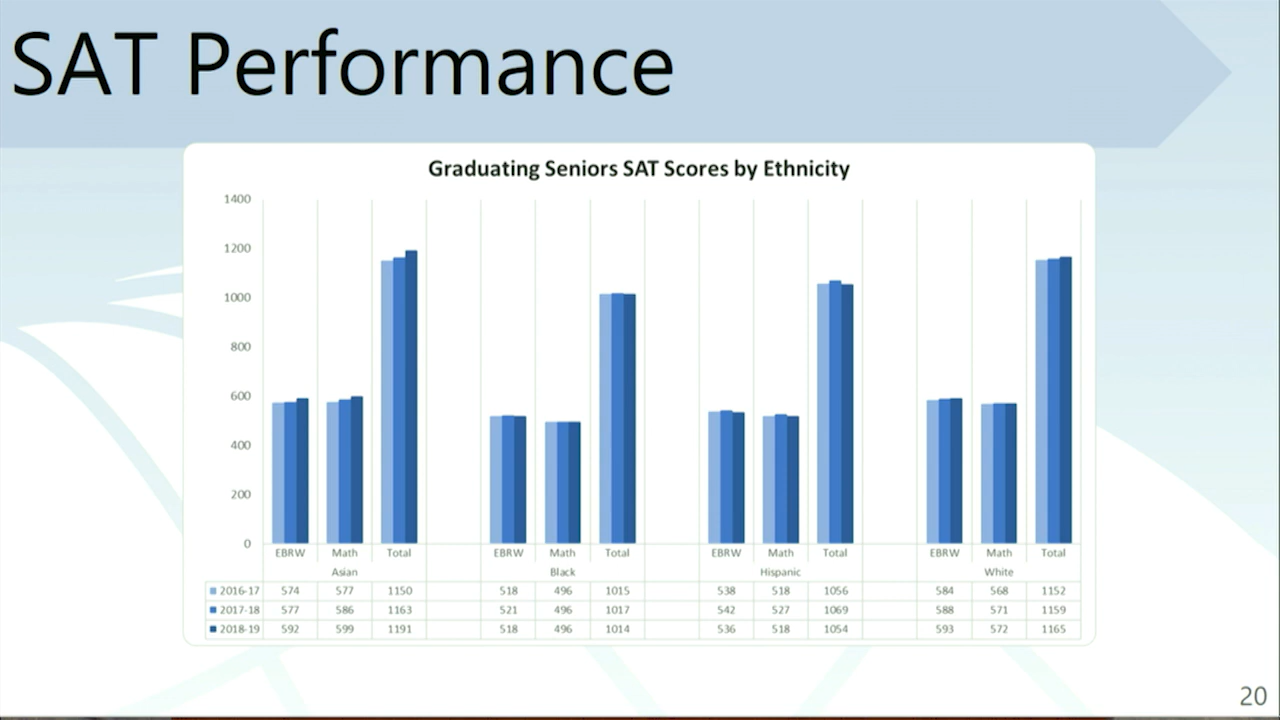 SAT Performance
Graduating Seniors SAT Scores by Ethnicity
1400
1200
1000
800
600
400
200
0
EBRW Math Total EBRW Math Total EBRW Math Total EBRW Math Total
Asian Black Hispanic White
2016-17 574 577 1150 518 496 1015 538 518 1056 584 568 1152
2017-18 577 586 1163 521 496 1017 542 527 1069 588 571 1159
2018-19 592 599 1191 518 496 1014 536 518 1054 593 572 1165
20